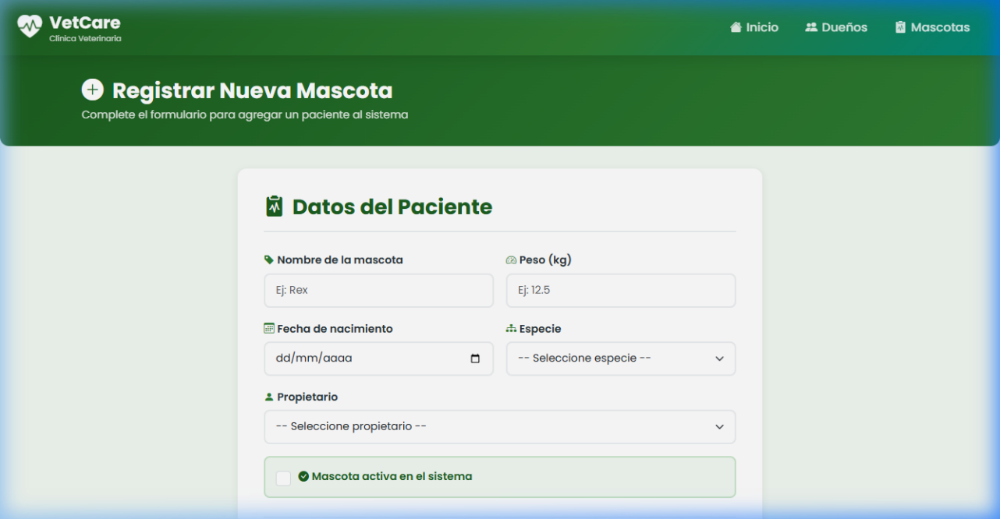 VetCare
Clínica Veterinaria
Inicio
Dueños
Mascotas
Registrar Nueva Mascota
Complete el formulario para agregar un paciente al sistema
Datos del Paciente
Nombre de la mascota
Peso (kg)
Ej: Rex
Ej: 12.5
Fecha de nacimiento
Especie
dd/mm/aaaa
-- Seleccione especie --
Propietario
-- Seleccione propietario --
Mascota activa en el sistema